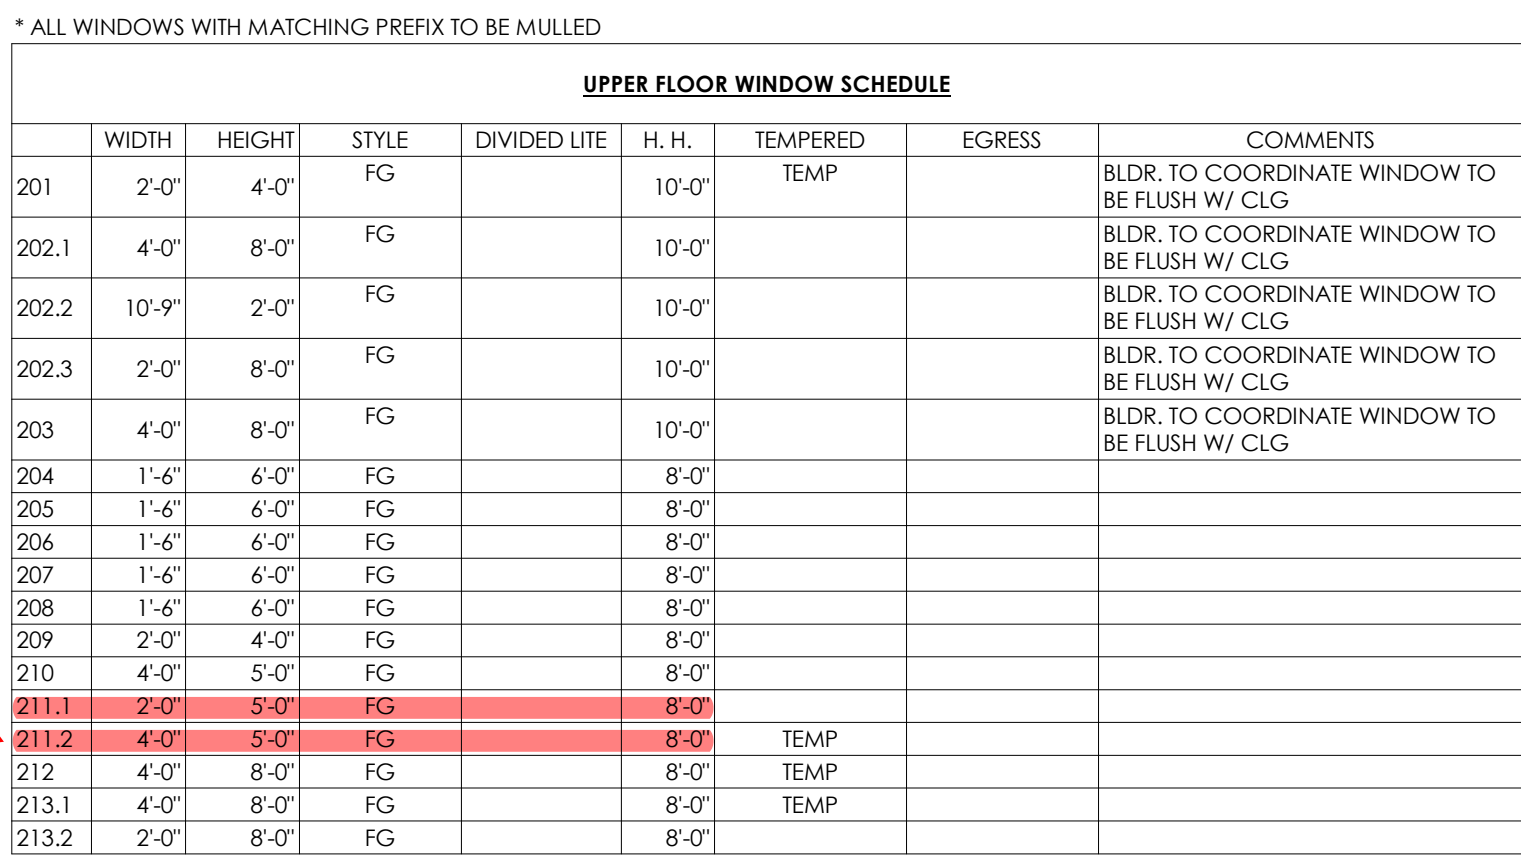 * ALL WINDOWS WITH MATCHING PREFIX TO BE MULLED
UPPER FLOOR WINDOW SCHEDULE
WIDTH HEIGHT STYLE DIVIDED LITE H. H. TEMPERED EGRESS COMMENTS
201 2'-0" 4'-0" FG 10'-0" TEMP BLDR. TO COORDINATE WINDOW TO
BE FLUSH W/ CLG
202.1 4'-0" 8'-0" FG 10'-0" BLDR. TO COORDINATE WINDOW TO
BE FLUSH W/ CLG
202.2 10'-9" 2'-0" FG 10'-0" BLDR. TO COORDINATE WINDOW TO
BE FLUSH W/ CLG
202.3 2'-0" 8'-0" FG 10'-0" BLDR. TO COORDINATE WINDOW TO
BE FLUSH W/ CLG
203 4'-0" 8'-0" FG 10'-0" BLDR. TO COORDINATE WINDOW TO
BE FLUSH W/ CLG
204 1'-6" 6'-0" FG 8'-0"
205 1'-6" 6'-0" FG 8'-0"
206 1'-6" 6'-0" FG 8'-0"
207 1'-6" 6'-0" FG 8'-0"
208 1'-6" 6'-0" FG 8'-0"
209 2'-0" 4'-0" FG 8'-0"
210 4'-0" 5'-0" FG 8'-0"
211.1 2'-0" 5'-0" FG 8'-0"
211.2 4'-0" 5'-0" FG 8'-0" TEMP
212 4'-0" 8'-0" FG 8'-0" TEMP
213.1 4'-0" 8'-0" FG 8'-0" TEMP
213.2 2'-0" 8'-0" FG 8'-0"